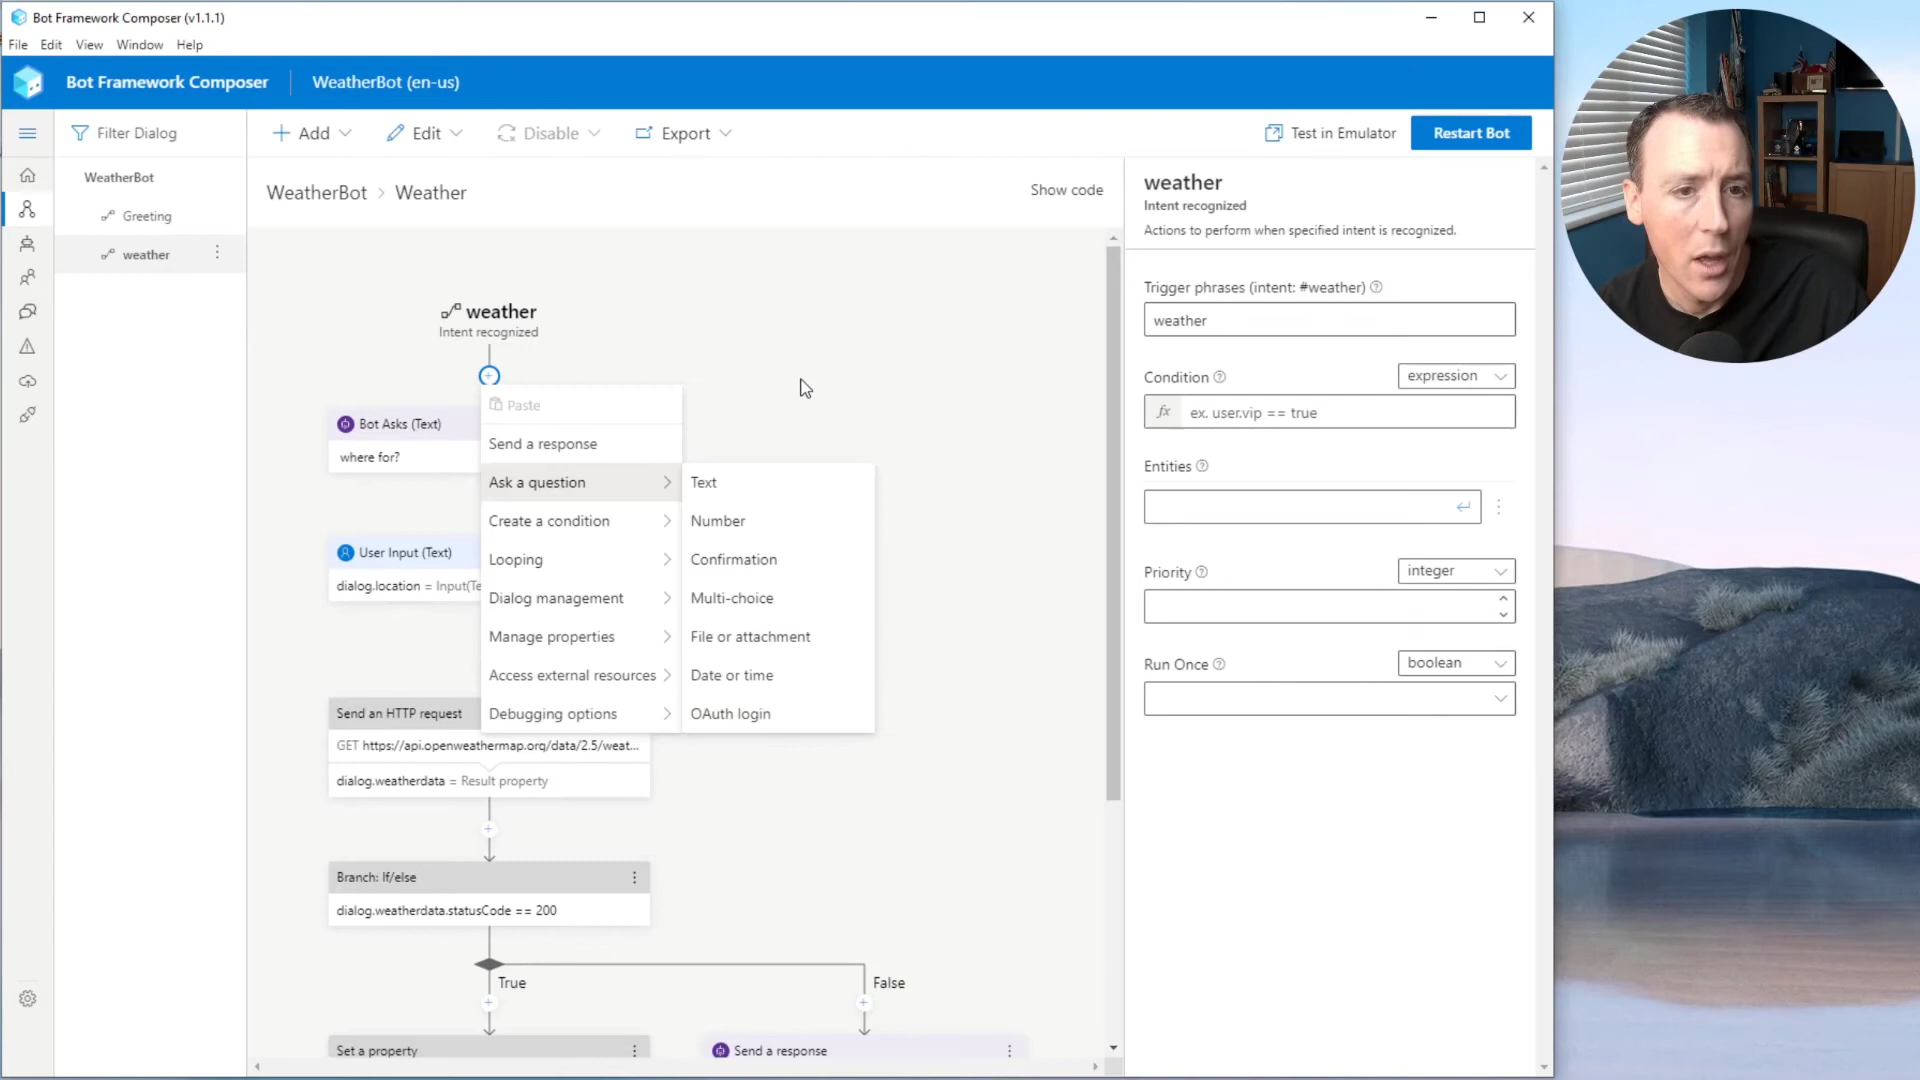 Bot Framework Composer (v1.1.1)
File Edit View Window Help
Bot Framework Composer
WeatherBot (en-us)
Filter Dialog
WeatherBot
Greeting
weather
Add
Edit
Disable
Export
Test in Emulator
Restart Bot
WeatherBot > Weather
Show code
weather
Intent recognized
Bot Asks (Text)
where for?
User Input (Text)
dialog.location = Input(Te
Paste
Send a response
Ask a question
Create a condition
Looping
Dialog management
Manage properties
Access external resources
Debugging options
Text
Number
Confirmation
Multi-choice
File or attachment
Date or time
OAuth login
Send an HTTP request
GET https://api.openweathermap.org/data/2.5/weat...
dialog.weatherdata = Result property
Branch: If/else
dialog.weatherdata.statusCode == 200
True
False
Set a property
Send a response
weather
Intent recognized
Actions to perform when specified intent is recognized.
Trigger phrases (intent: #weather)
weather
Condition
expression
fx ex. user.vip == true
Entities
Priority
integer
Run Once
boolean